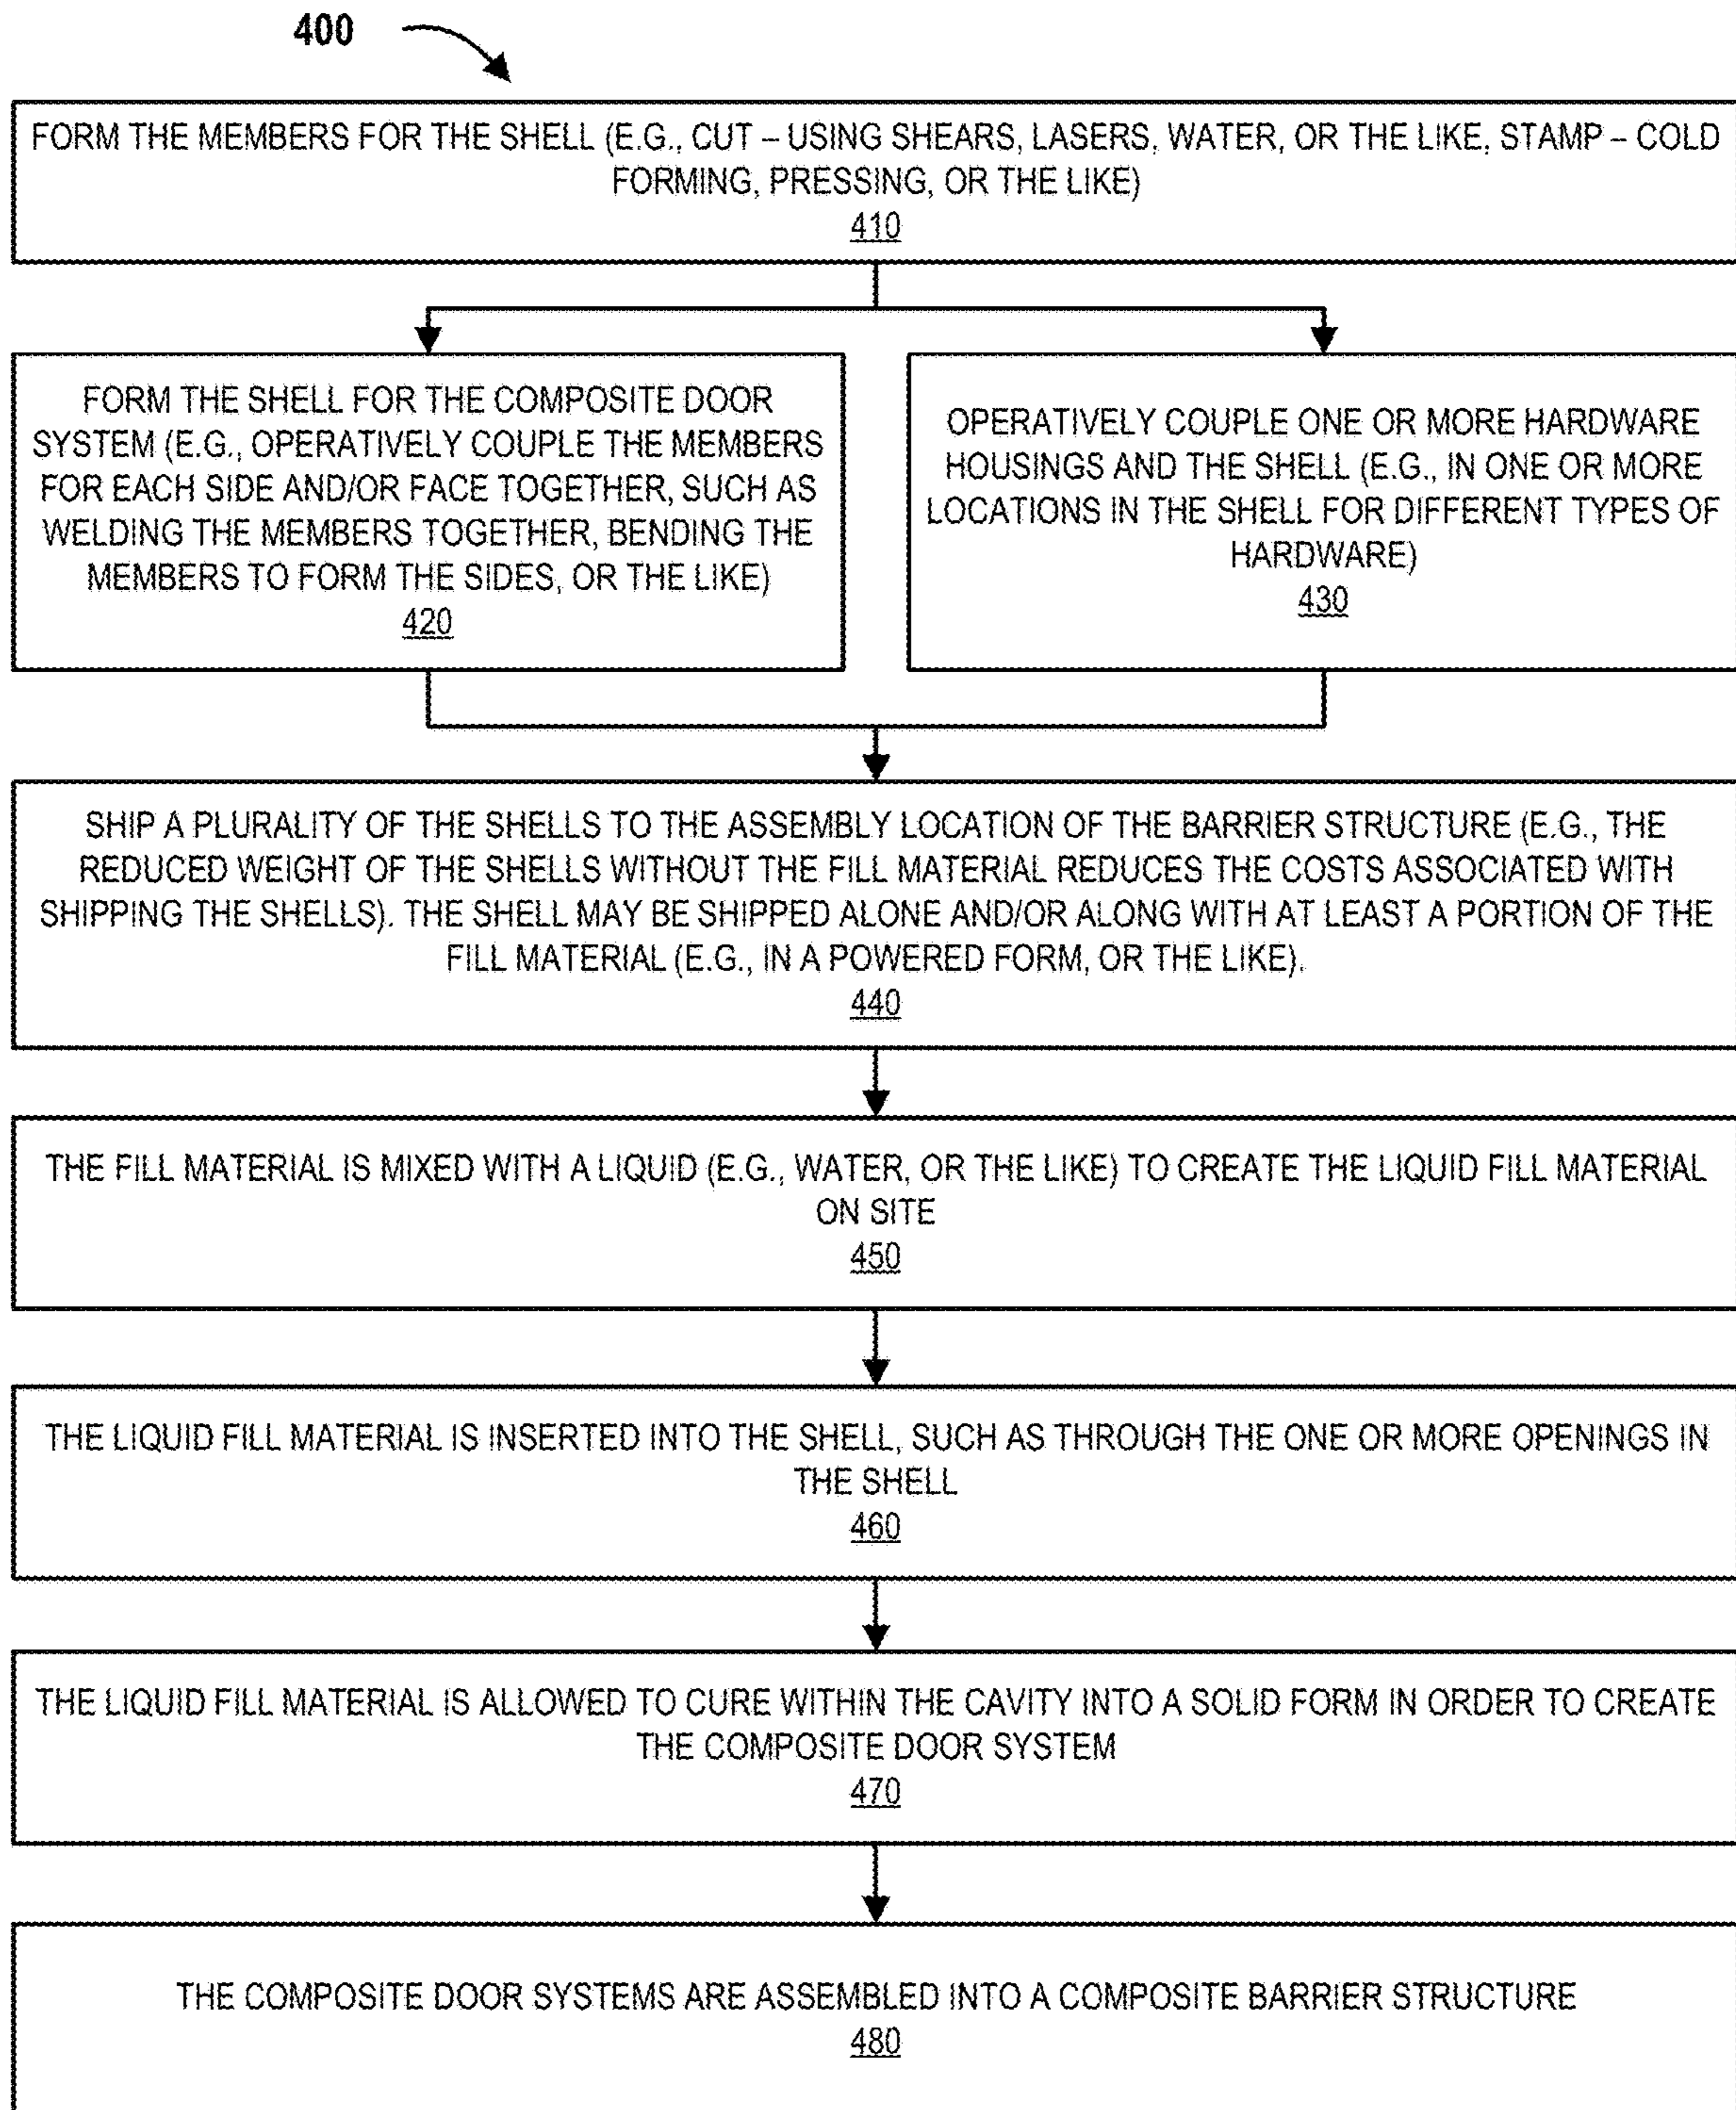 400
FORM THE MEMBERS FOR THE SHELL (E.G., CUT – USING SHEARS, LASERS, WATER, OR THE LIKE, STAMP – COLD
FORMING, PRESSING, OR THE LIKE)
410
FORM THE SHELL FOR THE COMPOSITE DOOR
SYSTEM (E.G., OPERATIVELY COUPLE THE MEMBERS
FOR EACH SIDE AND/OR FACE TOGETHER, SUCH AS
WELDING THE MEMBERS TOGETHER, BENDING THE
MEMBERS TO FORM THE SIDES, OR THE LIKE)
420
OPERATIVELY COUPLE ONE OR MORE HARDWARE
HOUSINGS AND THE SHELL (E.G., IN ONE OR MORE
LOCATIONS IN THE SHELL FOR DIFFERENT TYPES OF
HARDWARE)
430
SHIP A PLURALITY OF THE SHELLS TO THE ASSEMBLY LOCATION OF THE BARRIER STRUCTURE (E.G., THE
REDUCED WEIGHT OF THE SHELLS WITHOUT THE FILL MATERIAL REDUCES THE COSTS ASSOCIATED WITH
SHIPPING THE SHELLS). THE SHELL MAY BE SHIPPED ALONE AND/OR ALONG WITH AT LEAST A PORTION OF THE
FILL MATERIAL (E.G., IN A POWERED FORM, OR THE LIKE).
440
THE FILL MATERIAL IS MIXED WITH A LIQUID (E.G., WATER, OR THE LIKE) TO CREATE THE LIQUID FILL MATERIAL
ON SITE
450
THE LIQUID FILL MATERIAL IS INSERTED INTO THE SHELL, SUCH AS THROUGH THE ONE OR MORE OPENINGS IN
THE SHELL
460
THE LIQUID FILL MATERIAL IS ALLOWED TO CURE WITHIN THE CAVITY INTO A SOLID FORM IN ORDER TO CREATE
THE COMPOSITE DOOR SYSTEM
470
THE COMPOSITE DOOR SYSTEMS ARE ASSEMBLED INTO A COMPOSITE BARRIER STRUCTURE
480